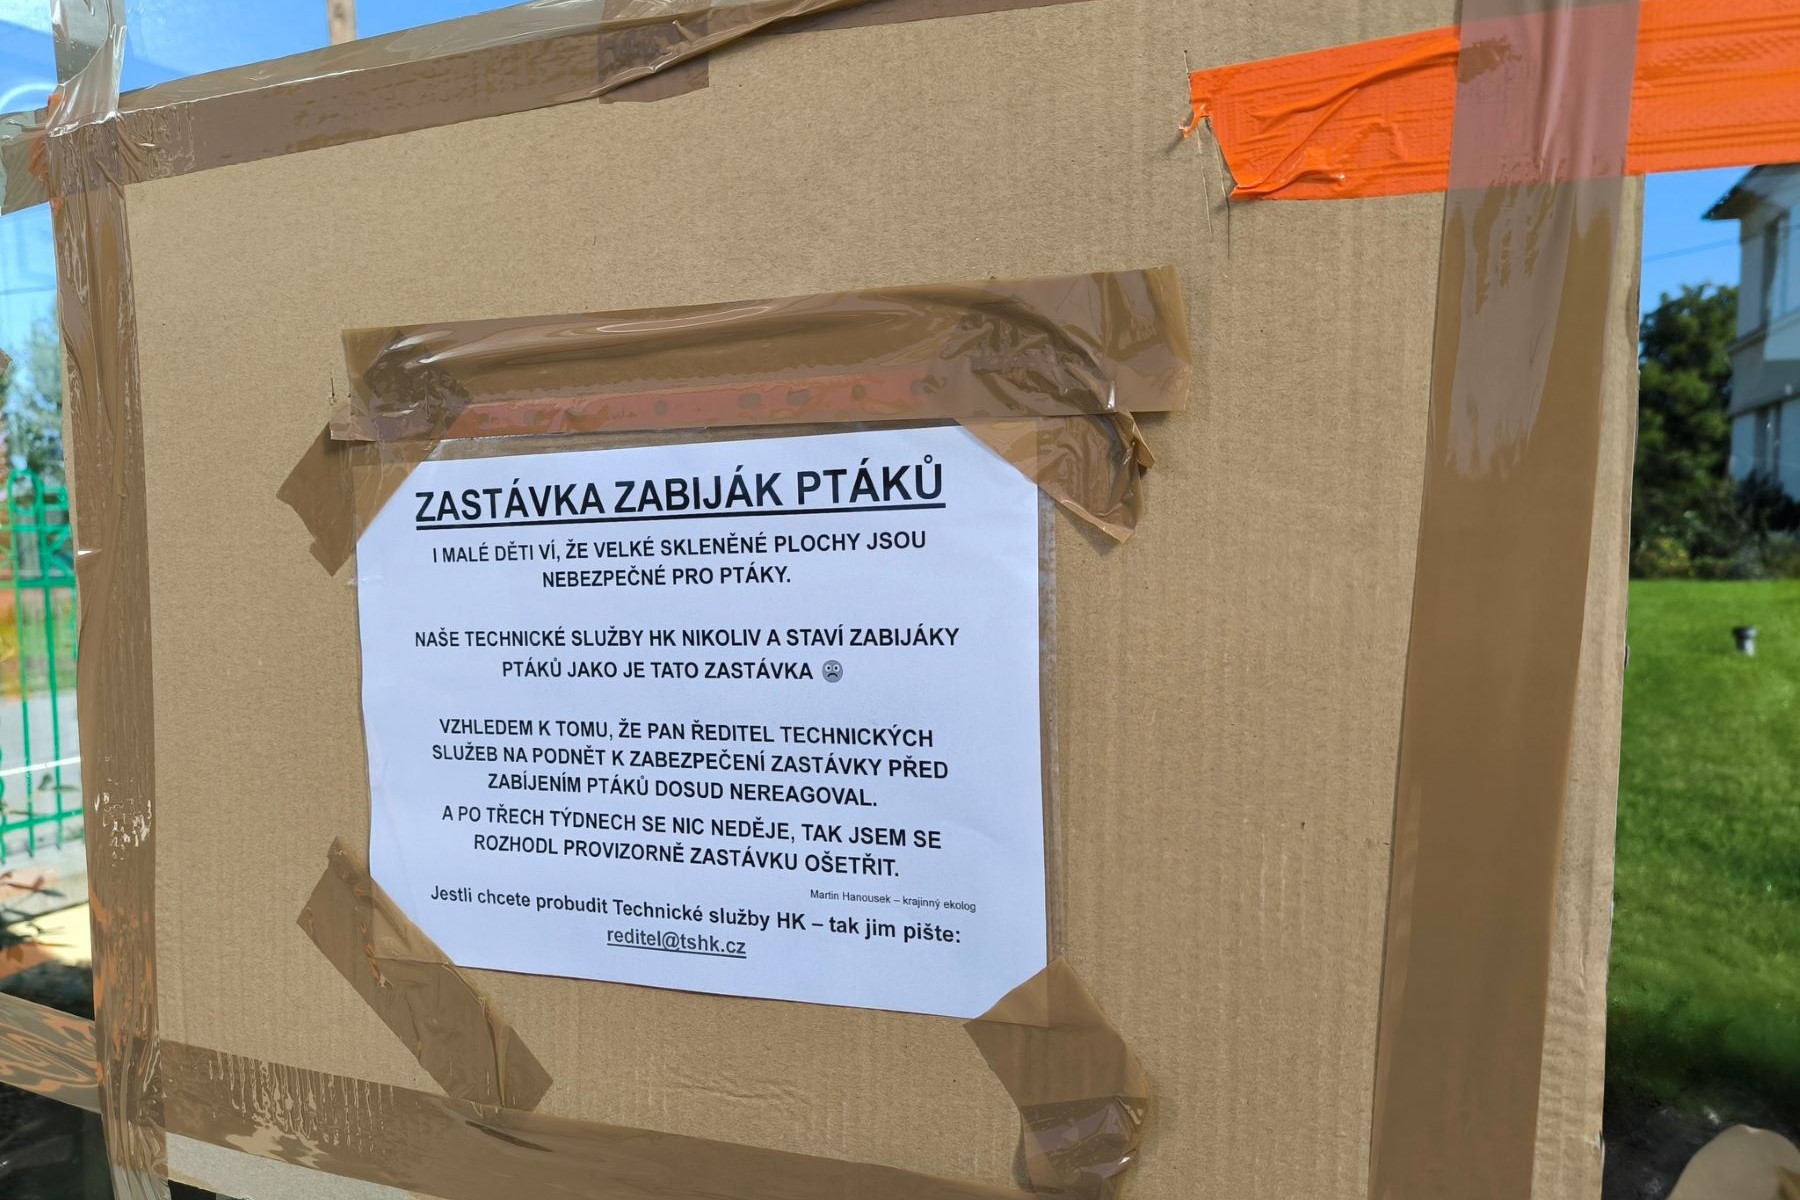 ZASTÁVKA ZABIJÁK PTÁKŮ
I MALÉ DĚTI VÍ, ŽE VELKÉ SKLENĚNÉ PLOCHY JSOU
NEBEZPEČNÉ PRO PTÁKY.
NAŠE TECHNICKÉ SLUŽBY HK NIKOLIV A STAVÍ ZABIJÁKY
PTÁKŮ JAKO JE TATO ZASTÁVKA
VZHLEDEM K TOMU, ŽE PAN ŘEDITEL TECHNICKÝCH
SLUŽEB NA PODNĚT K ZABEZPEČENÍ ZASTÁVKY PŘED
ZABÍJENÍM PTÁKŮ DOSUD NEREAGOVAL.
A PO TŘECH TÝDNECH SE NIC NEDĚJE, TAK JSEM SE
ROZHODL PROVIZORNĚ ZASTÁVKU OŠETŘIT.
Martin Hanousek – krajinný ekolog
Jestli chcete probudit Technické služby HK – tak jim pište:
reditel@tshk.cz